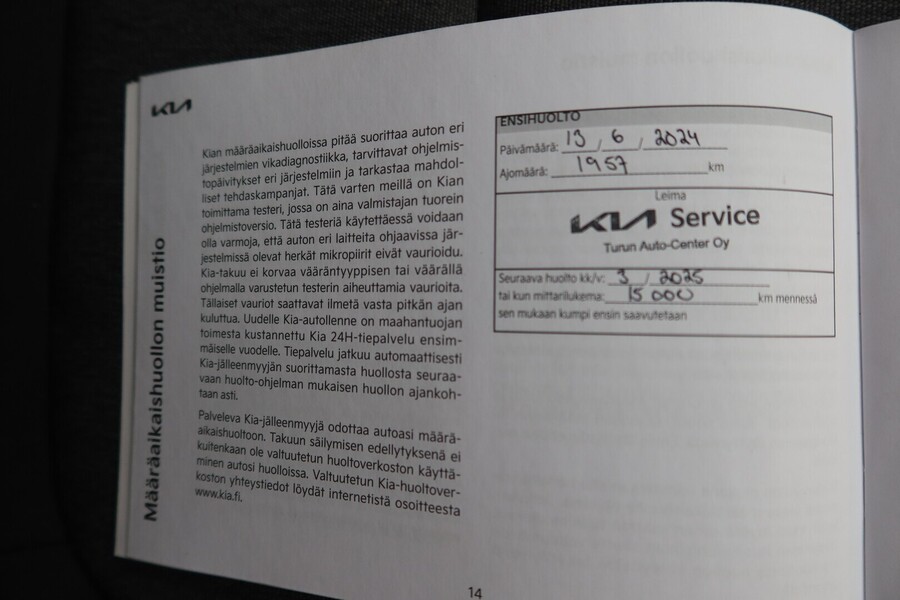 KIA
Määräaikaishuollon muistio
Kian määräaikaishuolloissa pitää suorittaa auton eri
järjestelmien vikadiagnostiikka, tarvittavat ohjelmis-
topäivitykset eri järjestelmiin ja tarkastaa mahdol-
liset tehdaskampanjat. Tätä varten meillä on Kian
toimittama testeri, jossa on aina valmistajan tuorein
ohjelmistoversio. Tätä testeriä käytettäessä voidaan
olla varmoja, että auton eri laitteita ohjaavissa jär-
jestelmissä olevat herkät mikropiirit eivät vaurioidu.
Kia-takuu ei korvaa vääräntyyppisen tai väärällä
ohjelmalla varustetun testerin aiheuttamia vaurioita.
Tällaiset vauriot saattavat ilmetä vasta pitkän ajan
kuluttua. Uudelle Kia-autollenne on maahantuojan
toimesta kustannettu Kia 24H-tiepalvelu ensim-
mäiselle vuodelle. Tiepalvelu jatkuu automaattisesti
Kia-jälleenmyyjän suorittamasta huollosta seuraa-
vaan huolto-ohjelman mukaisen huollon ajankoh-
taan asti.
Palveleva Kia-jälleenmyyjä odottaa autoasi määrä-
aikaishuoltoon. Takuun säilymisen edellytyksenä ei
kuitenkaan ole valtuutetun huoltoverkoston käyttä-
minen autosi huolloissa. Valtuutetun Kia-huoltover-
koston yhteystiedot löydät internetistä osoitteesta
www.kia.fi.
ENSIHUOLTO
Päivämäärä: 13 / 6 / 2024
Ajomäärä: 1957 km
Leima
KIA Service
Turun Auto-Center Oy
Seuraava huolto kk/v: 3 / 2025
tai kun mittarilukema: 15 000 km mennessä
sen mukaan kumpi ensin saavutetaan
14